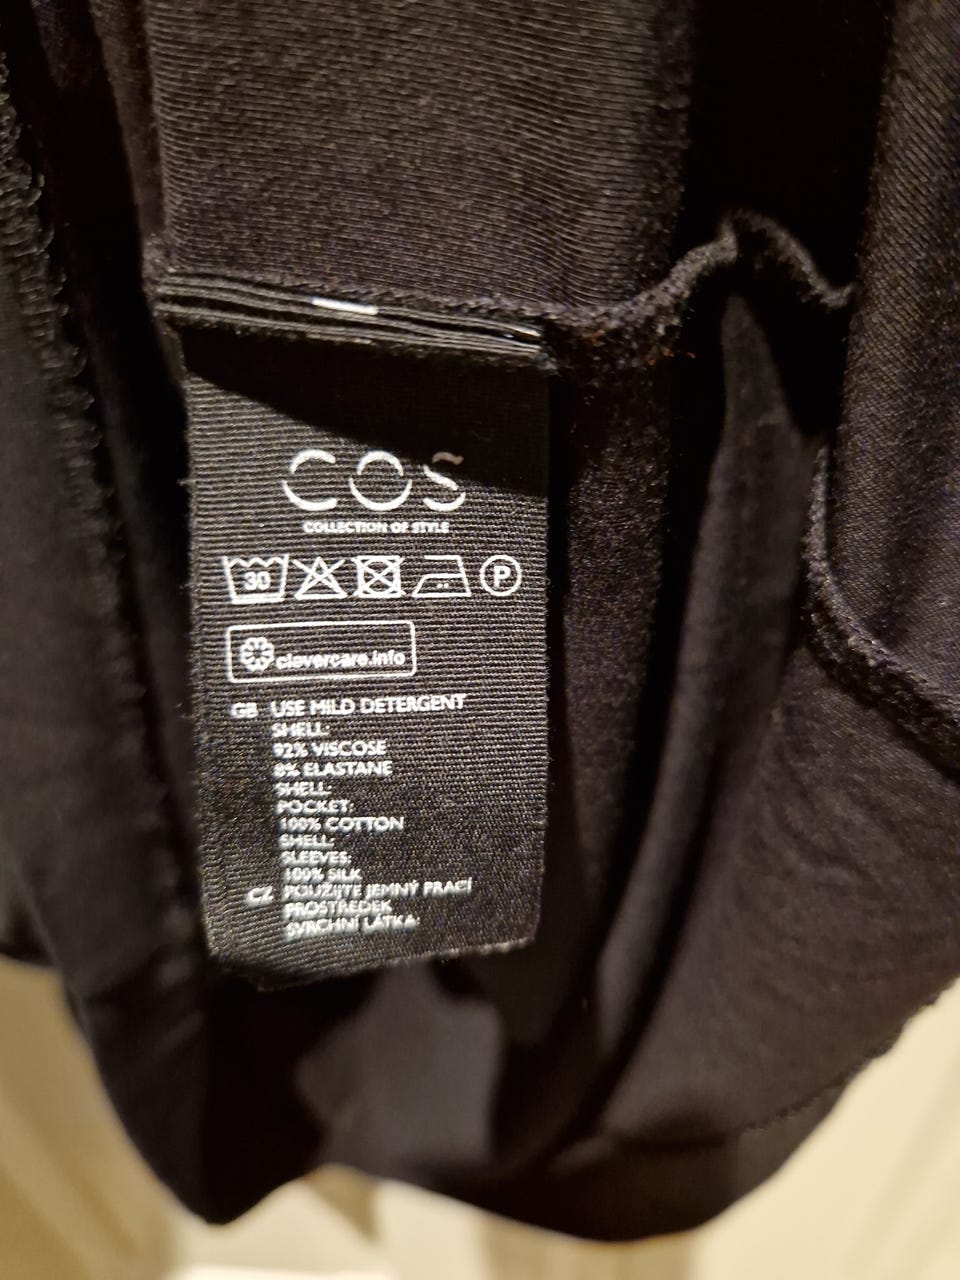 COS
COLLECTION OF STYLE
30 P
clevercare.info
GB USE MILD DETERGENT
SHELL:
92% VISCOSE
8% ELASTANE
SHELL:
POCKET:
100% COTTON
SHELL:
SLEEVES:
100% SILK
CZ POUŽIJTE JEMNÝ PRACÍ
PROSTŘEDEK
SVRCHNÍ LÁTKA: